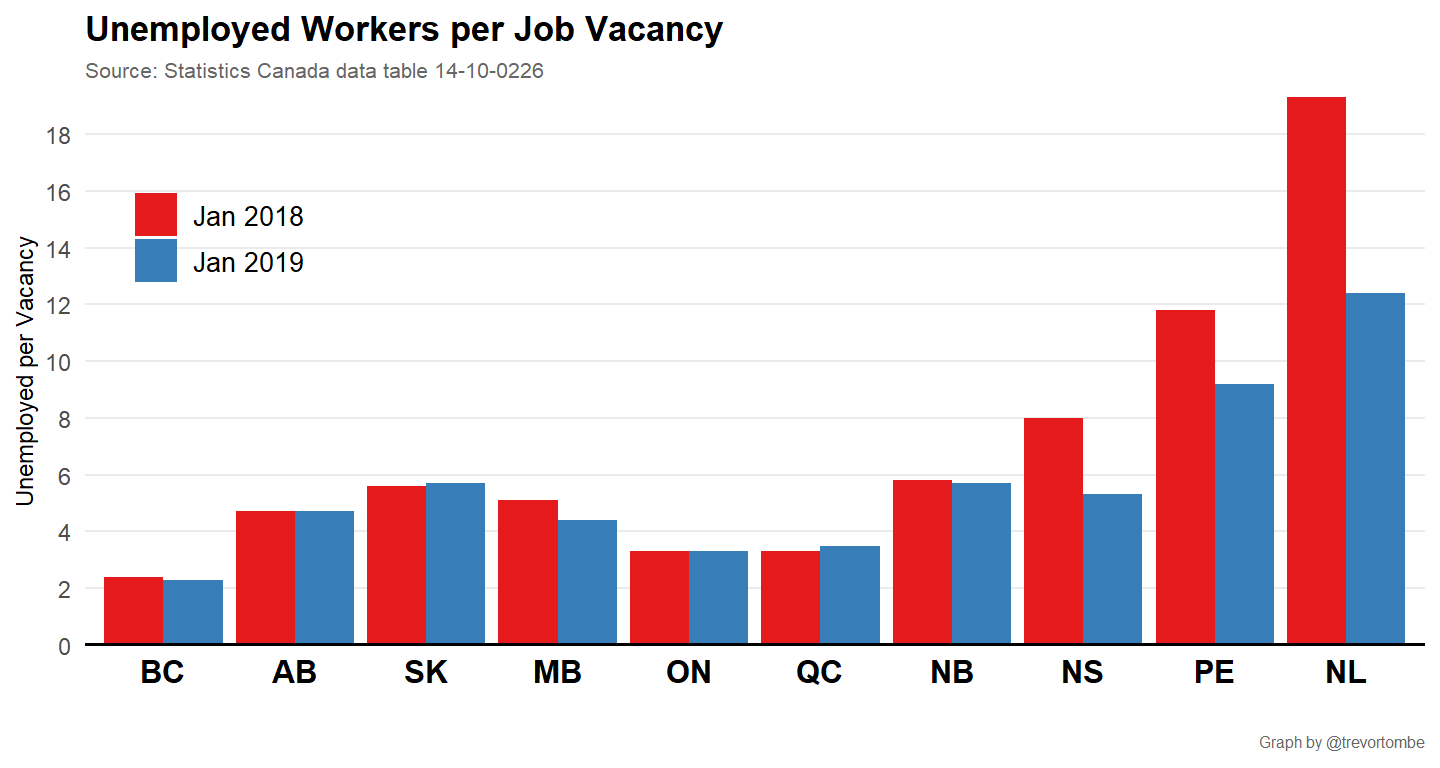 Unemployed Workers per Job Vacancy
Source: Statistics Canada data table 14-10-0226
Unemployed per Vacancy
18
16
14
12
10
8
6
4
2
0
Jan 2018
Jan 2019
BC AB SK MB ON QC NB NS PE NL
Graph by @trevortombe